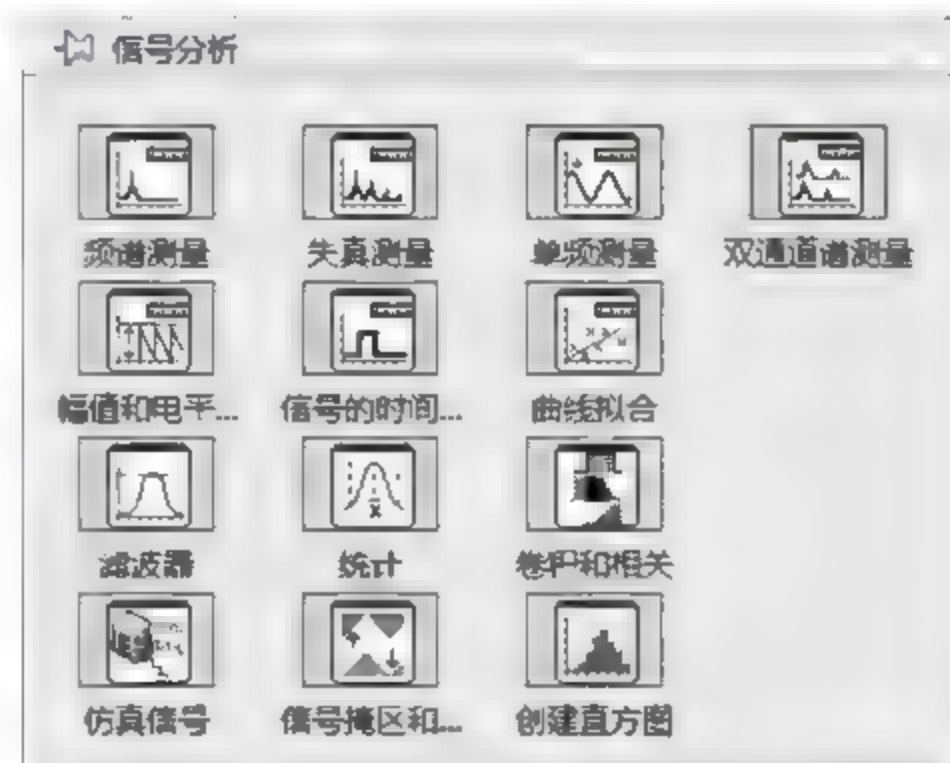 信号分析
频谱测量 失真测量 单频测量 双通道谱测量
幅值和电平... 信号的时间... 曲线拟合
滤波器 统计 卷积和相关
仿真信号 信号掩区和... 创建直方图